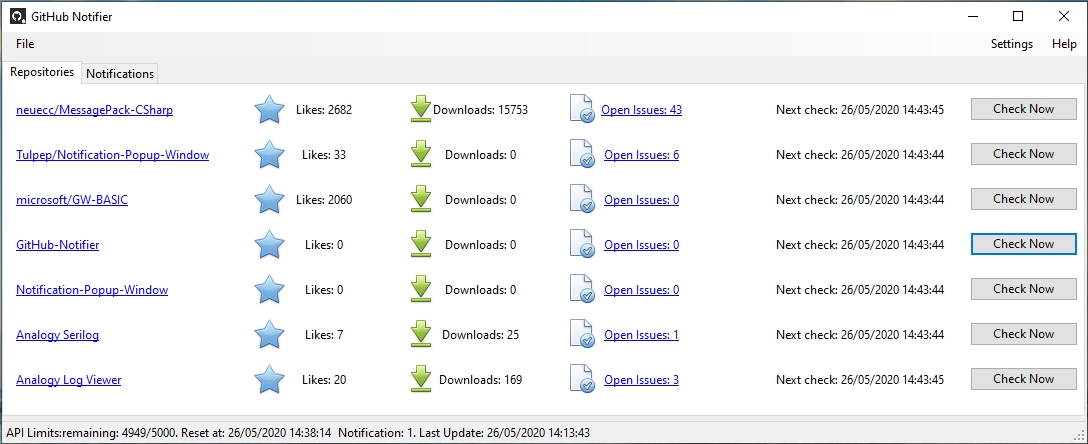 GitHub Notifier
File Settings Help
Repositories Notifications
neuecc/MessagePack-CSharp Likes: 2682 Downloads: 15753 Open Issues: 43 Next check: 26/05/2020 14:43:45 Check Now
Tulpep/Notification-Popup-Window Likes: 33 Downloads: 0 Open Issues: 6 Next check: 26/05/2020 14:43:44 Check Now
microsoft/GW-BASIC Likes: 2060 Downloads: 0 Open Issues: 0 Next check: 26/05/2020 14:43:44 Check Now
GitHub-Notifier Likes: 0 Downloads: 0 Open Issues: 0 Next check: 26/05/2020 14:43:44 Check Now
Notification-Popup-Window Likes: 0 Downloads: 0 Open Issues: 0 Next check: 26/05/2020 14:43:44 Check Now
Analogy Serilog Likes: 7 Downloads: 25 Open Issues: 1 Next check: 26/05/2020 14:43:44 Check Now
Analogy Log Viewer Likes: 20 Downloads: 169 Open Issues: 3 Next check: 26/05/2020 14:43:45 Check Now
API Limits:remaining: 4949/5000. Reset at: 26/05/2020 14:38:14 Notification: 1. Last Update: 26/05/2020 14:13:43